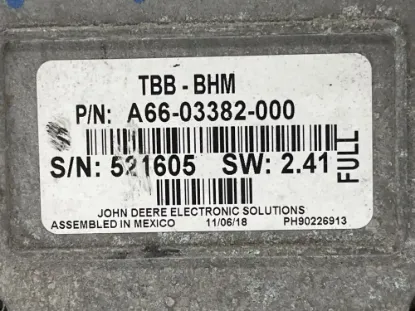 TBB - BHM
P/N: A66-03382-000
S/N: 521605 SW: 2.41
FULL
JOHN DEERE ELECTRONIC SOLUTIONS
ASSEMBLED IN MEXICO 11/06/18 PH90226913